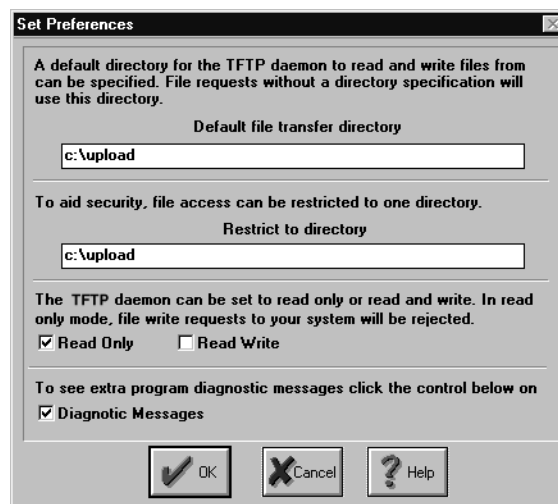 Set Preferences
A default directory for the TFTP daemon to read and write files from
can be specified. File requests without a directory specification will
use this directory.
Default file transfer directory
c:\upload
To aid security, file access can be restricted to one directory.
Restrict to directory
c:\upload
The TFTP daemon can be set to read only or read and write. In read
only mode, file write requests to your system will be rejected.
Read Only Read Write
To see extra program diagnostic messages click the control below on
Diagnotic Messages
OK Cancel Help